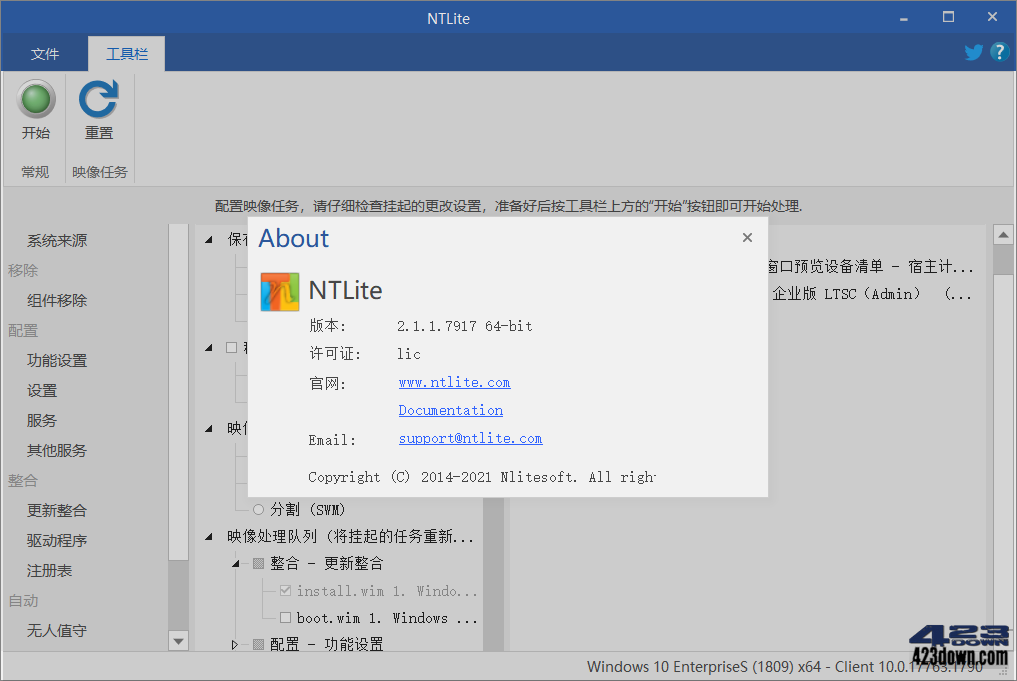 NTLite
文件
工具栏
开始
重置
常规
映像任务
配置映像任务，请仔细检查挂起的更改设置，准备好后按工具栏上方的“开始”按钮即可开始处理.
系统来源
移除
组件移除
配置
功能设置
设置
服务
其他服务
整合
更新整合
驱动程序
注册表
自动
无人值守
About
NTLite
版本: 2.1.1.7917 64-bit
许可证: lic
官网: www.ntlite.com
Documentation
Email: support@ntlite.com
Copyright (C) 2014-2021 Nlitesoft. All righ
窗口预览设备清单 - 宿主计...
企业版 LTSC（Admin） （...
分割（SWM）
映像处理队列（将挂起的任务重新...
整合 - 更新整合
install.wim 1. Windo...
boot.wim 1. Windows ...
配置 - 功能设置
Windows 10 EnterpriseS (1809) x64 - Client 10.0.17763.1790
423
DOWN
423down.com